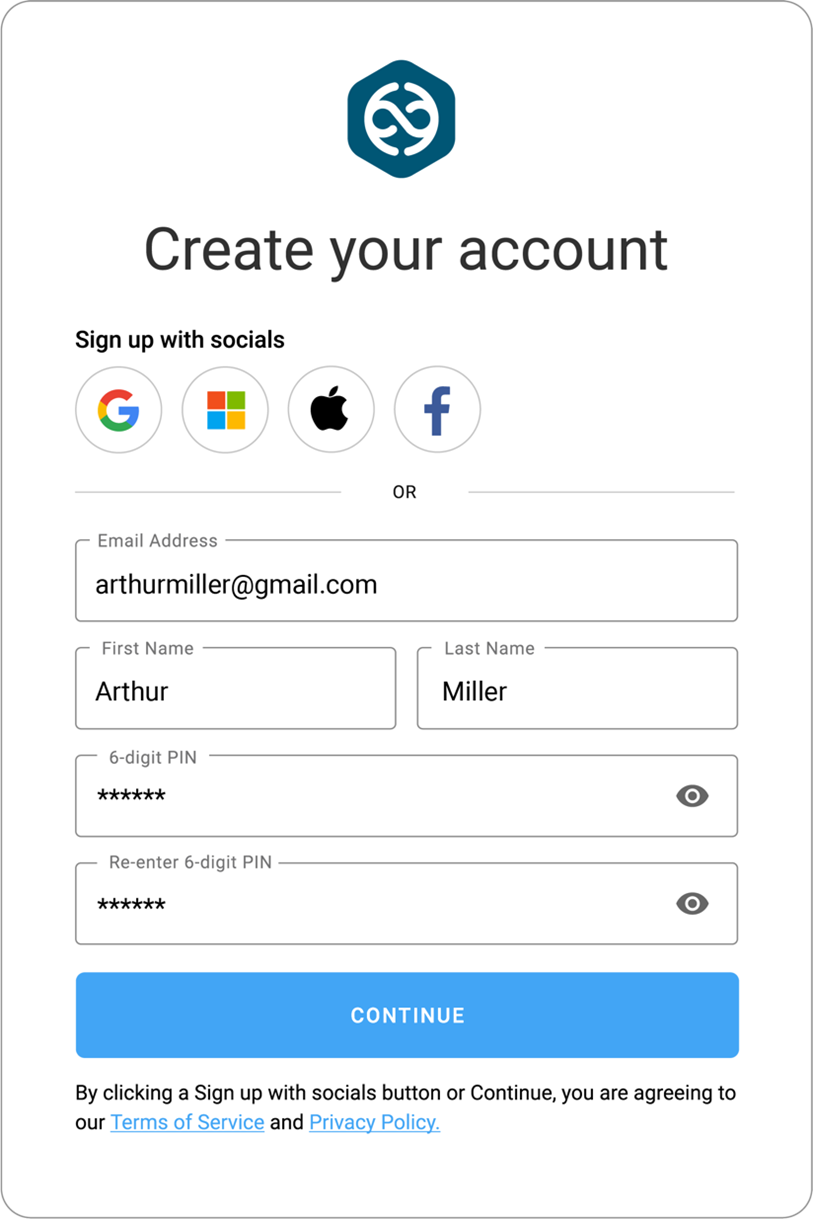 Create your account
Sign up with socials
OR
Email Address
arthurmiller@gmail.com
First Name
Last Name
Arthur
Miller
6-digit PIN
******
Re-enter 6-digit PIN
******
CONTINUE
By clicking a Sign up with socials button or Continue, you are agreeing to
our Terms of Service and Privacy Policy.